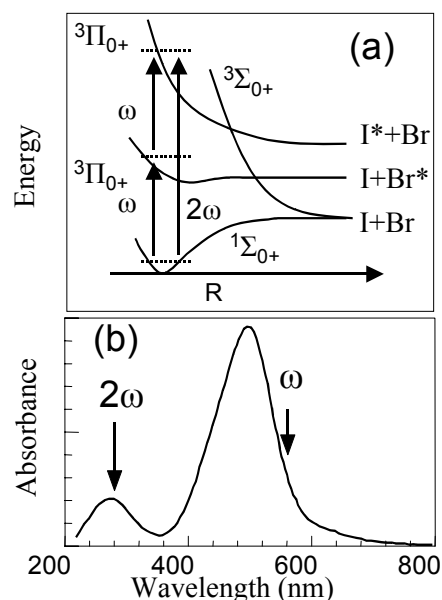 (a)
³Π₀₊
³Σ₀₊
ω
I*+Br
³Π₀₊
I+Br*
ω
2ω
I+Br
¹Σ₀₊
Energy
R
(b)
2ω
ω
Absorbance
200 400 600 800
Wavelength (nm)